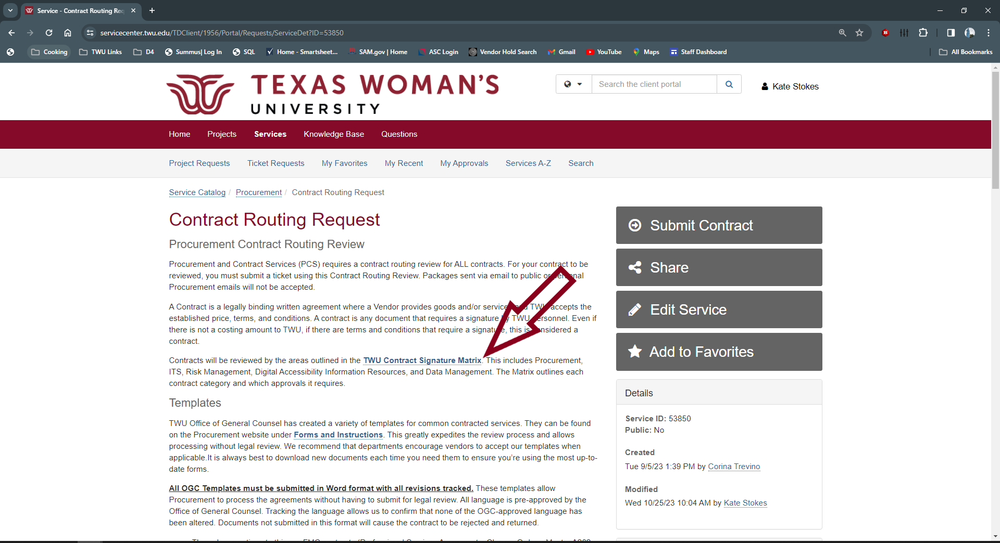 Service - Contract Routing Req
servicecenter.twu.edu/TDClient/1956/Portal/Requests/ServiceDet?ID=53850
Cooking TWU Links D4 Summus| Log In SQL Home - Smartsheet... SAM.gov | Home ASC Login Vendor Hold Search Gmail YouTube Maps Staff Dashboard All Bookmarks
TEXAS WOMAN'S
UNIVERSITY
Search the client portal
Kate Stokes
Home Projects Services Knowledge Base Questions
Project Requests Ticket Requests My Favorites My Recent My Approvals Services A-Z Search
Service Catalog / Procurement / Contract Routing Request
Contract Routing Request
Procurement Contract Routing Review
Procurement and Contract Services (PCS) requires a contract routing review for ALL contracts. For your contract to be
reviewed, you must submit a ticket using this Contract Routing Review. Packages sent via email to public or personal
Procurement emails will not be accepted.
A Contract is a legally binding written agreement where a Vendor provides goods and/or services and TWU accepts the
established price, terms, and conditions. A contract is any document that requires a signature by TWU personnel. Even if
there is not a costing amount to TWU, if there are terms and conditions that require a signature, this is considered a
contract.
Contracts will be reviewed by the areas outlined in the TWU Contract Signature Matrix. This includes Procurement,
ITS, Risk Management, Digital Accessibility Information Resources, and Data Management. The Matrix outlines each
contract category and which approvals it requires.
Templates
TWU Office of General Counsel has created a variety of templates for common contracted services. They can be found
on the Procurement website under Forms and Instructions. This greatly expedites the review process and allows
processing without legal review. We recommend that departments encourage vendors to accept our templates when
applicable.It is always best to download new documents each time you need them to ensure you're using the most up-to-
date forms.
All OGC Templates must be submitted in Word format with all revisions tracked. These templates allow
Procurement to process the agreements without having to submit for legal review. All language is pre-approved by the
Office of General Counsel. Tracking the language allows us to confirm that none of the OGC-approved language has
been altered. Documents not submitted in this format will cause the contract to be rejected and returned.
Submit Contract
Share
Edit Service
Add to Favorites
Details
Service ID: 53850
Public: No
Created
Tue 9/5/23 1:39 PM by Corina Trevino
Modified
Wed 10/25/23 10:04 AM by Kate Stokes